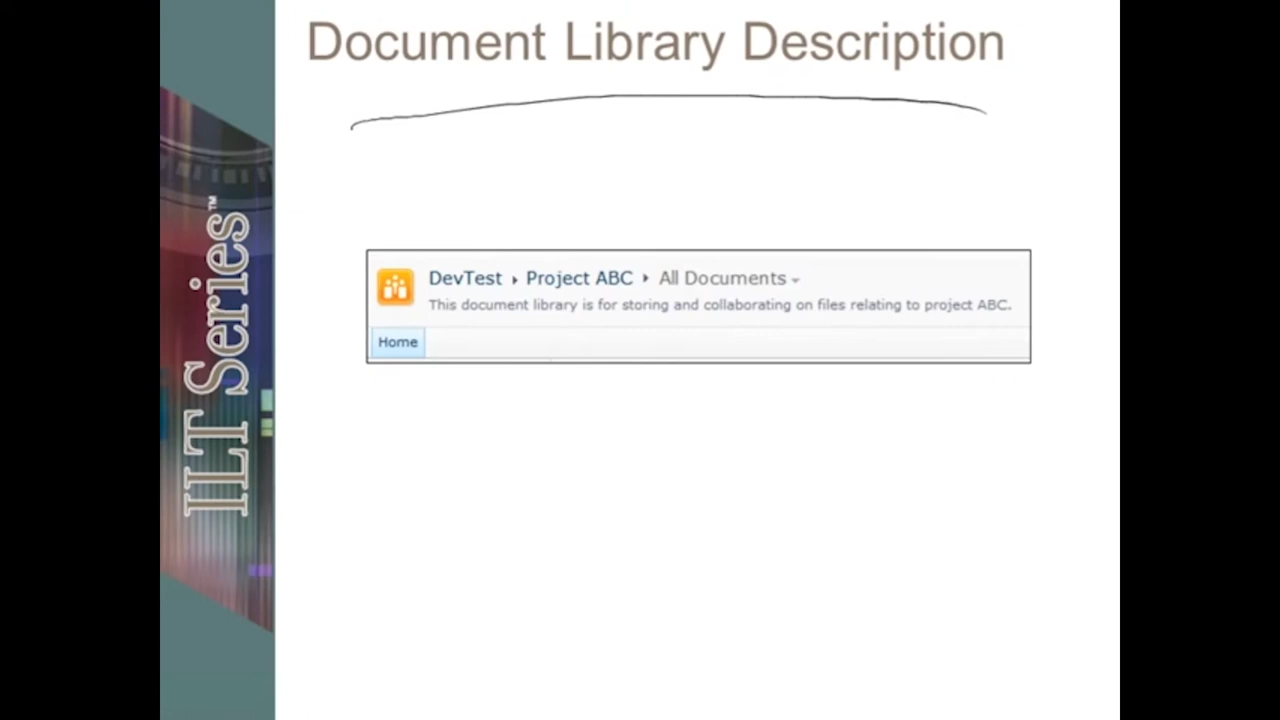 Document Library Description
ILT Series™
DevTest ▸ Project ABC ▸ All Documents
This document library is for storing and collaborating on files relating to project ABC.
Home